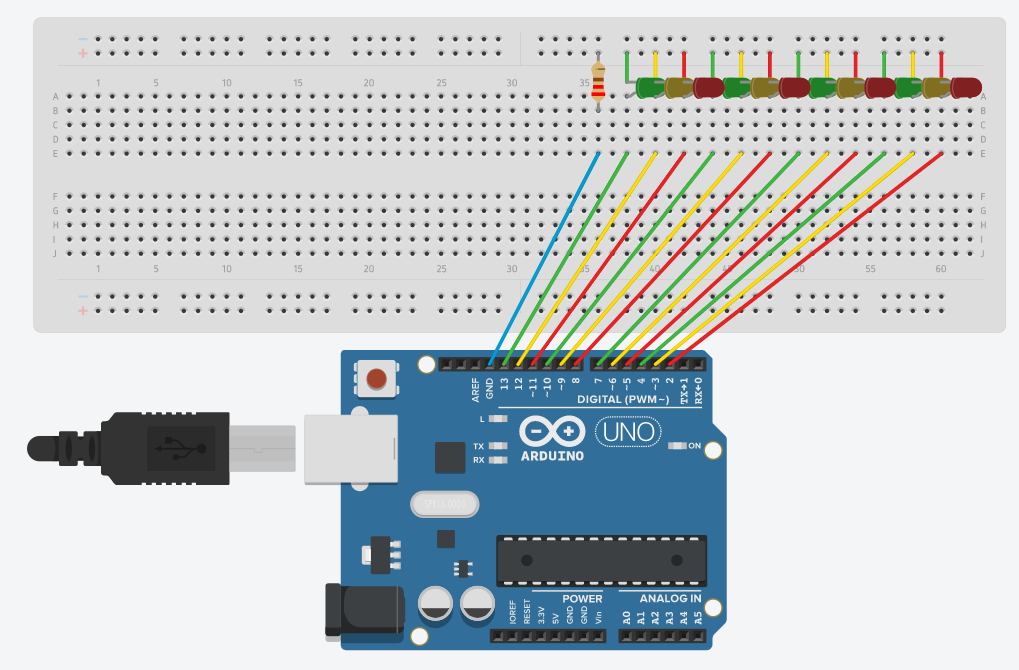 1 5 10 15 20 25 30 35
A A
B B
C C
D D
E E
F F
G G
H H
I I
J J
1 5 10 15 20 25 30 35 40 50 55 60
AREF
GND
13
12
~11
~10
~9
8
7
~6
~5
4
~3
2
TX→1
RX←0
DIGITAL (PWM~)
L
TX
RX
UNO
ON
ARDUINO
POWER
ANALOG IN
IOREF
RESET
3.3V
5V
GND
GND
Vin
A0
A1
A2
A3
A4
A5